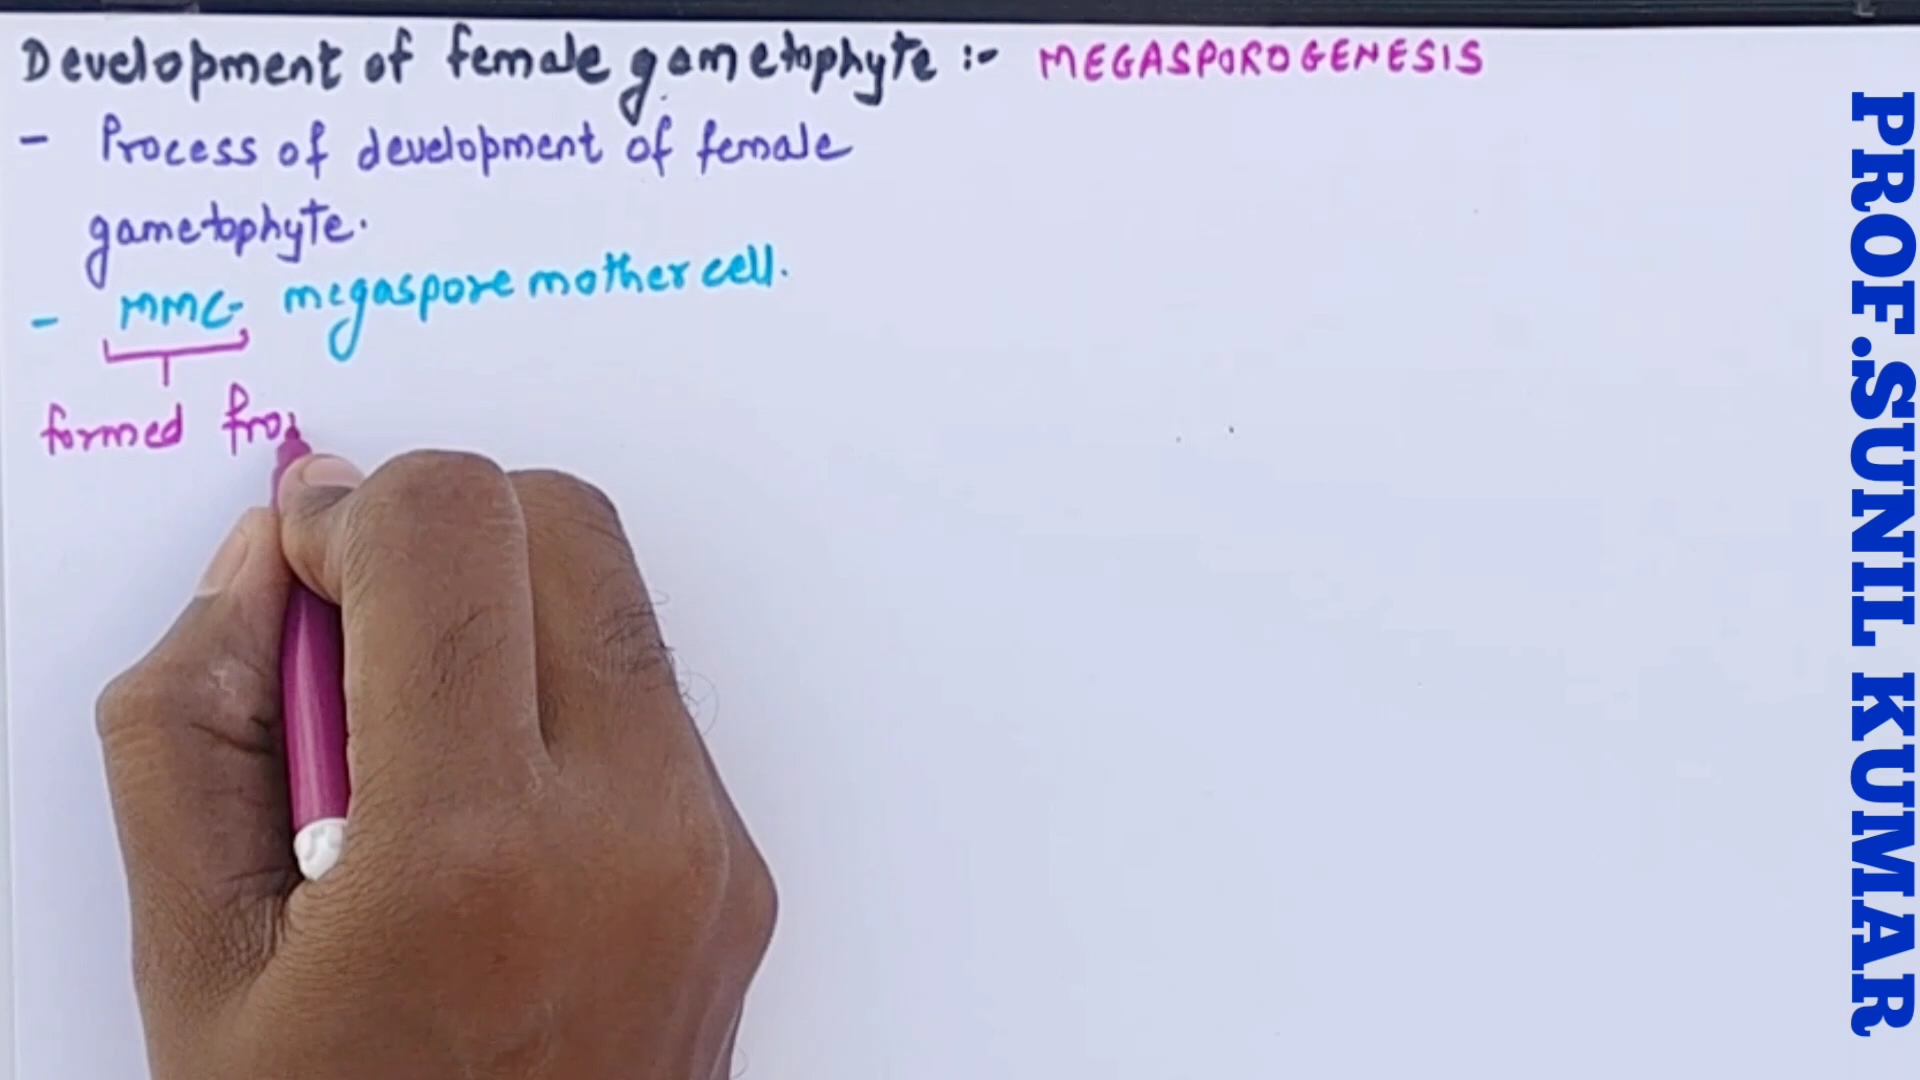 Development of female gametophyte :- MEGASPOROGENESIS
- Process of development of female
gametophyte.
- MMC- megaspore mother cell.
formed fro
PROF.SUNIL KUMAR